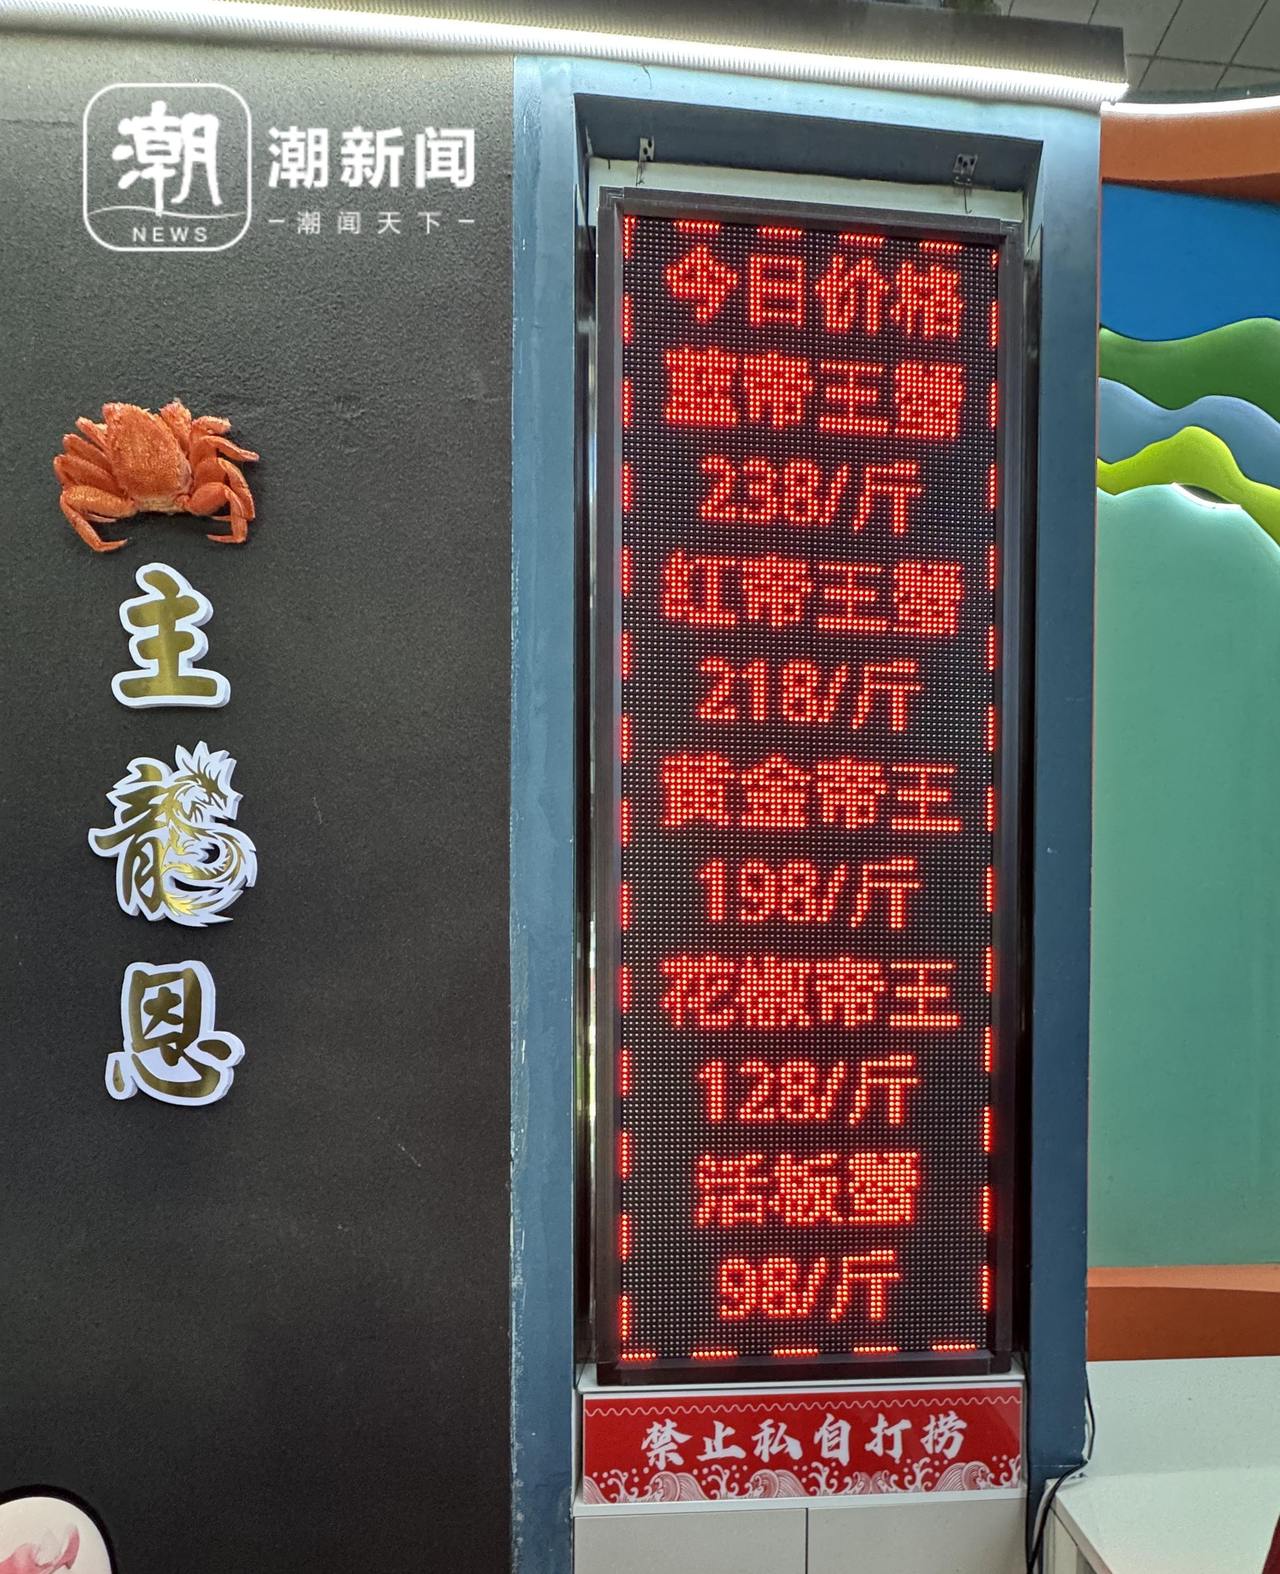 潮
NEWS
潮新闻
潮闻天下
主龍恩
今日价格
蓝帝王蟹
238/斤
红帝王蟹
218/斤
黄金帝王
198/斤
花椒帝王
128/斤
活板蟹
98/斤
禁止私自打捞